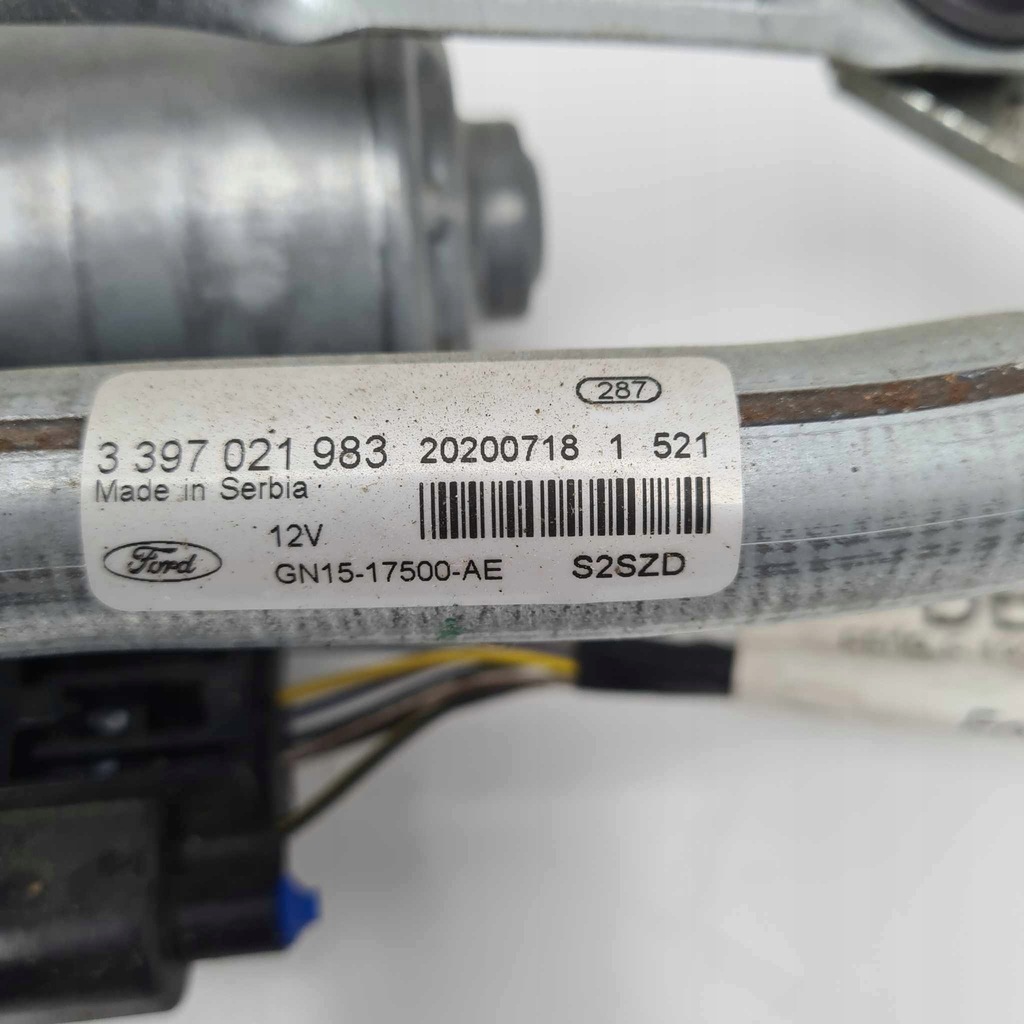 287
3 397 021 983 20200718 1 521
Made in Serbia
12V
Ford GN15-17500-AE S2SZD